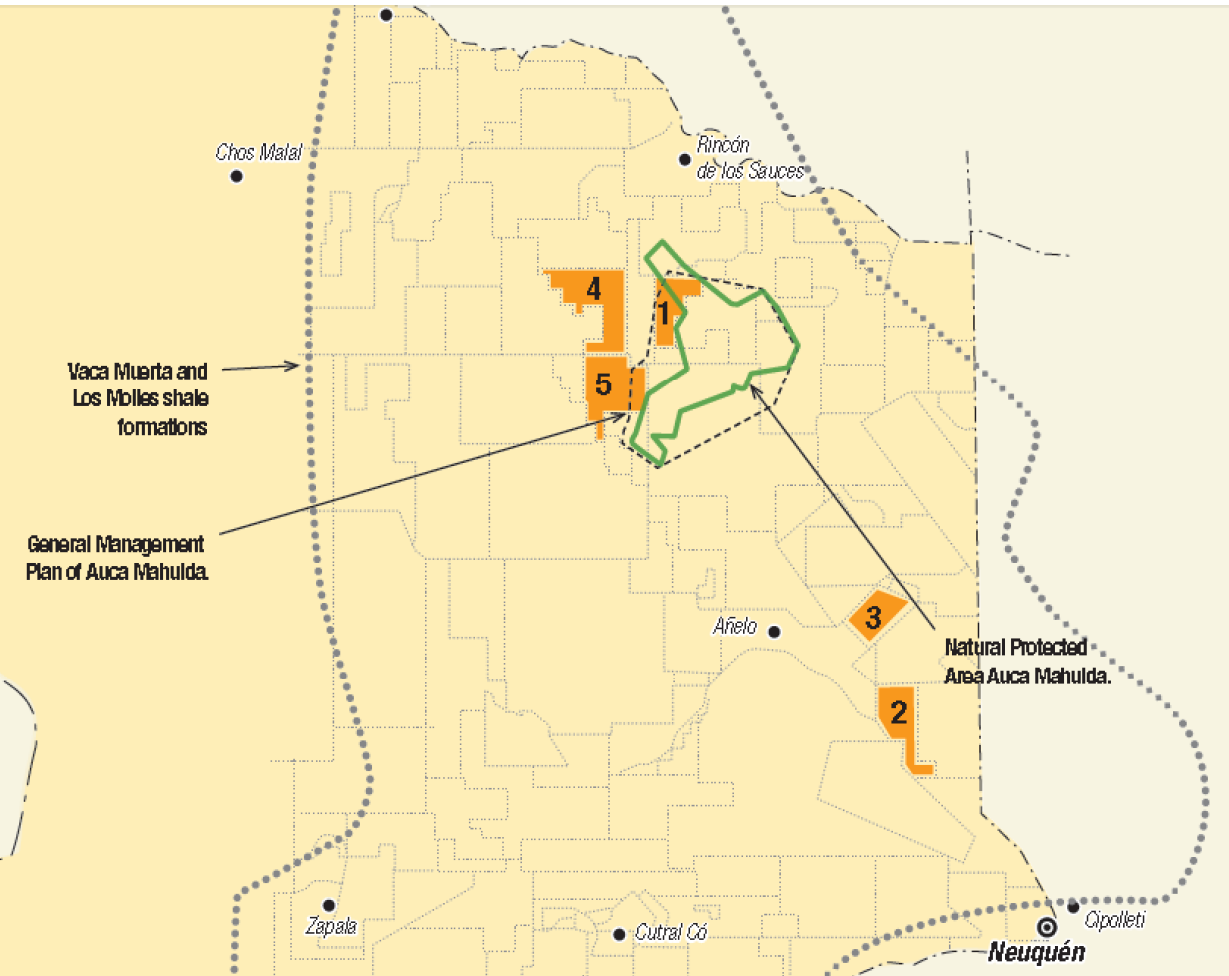 Chos Malal
Rincón
de los Sauces
4
1
5
Vaca Muerta and
Los Molles shale
formations
General Management
Plan of Auca Mahuida.
3
Añelo
Natural Protected
Area Auca Mahuida.
2
Zapala
Cutral Có
Cipolleti
Neuquén